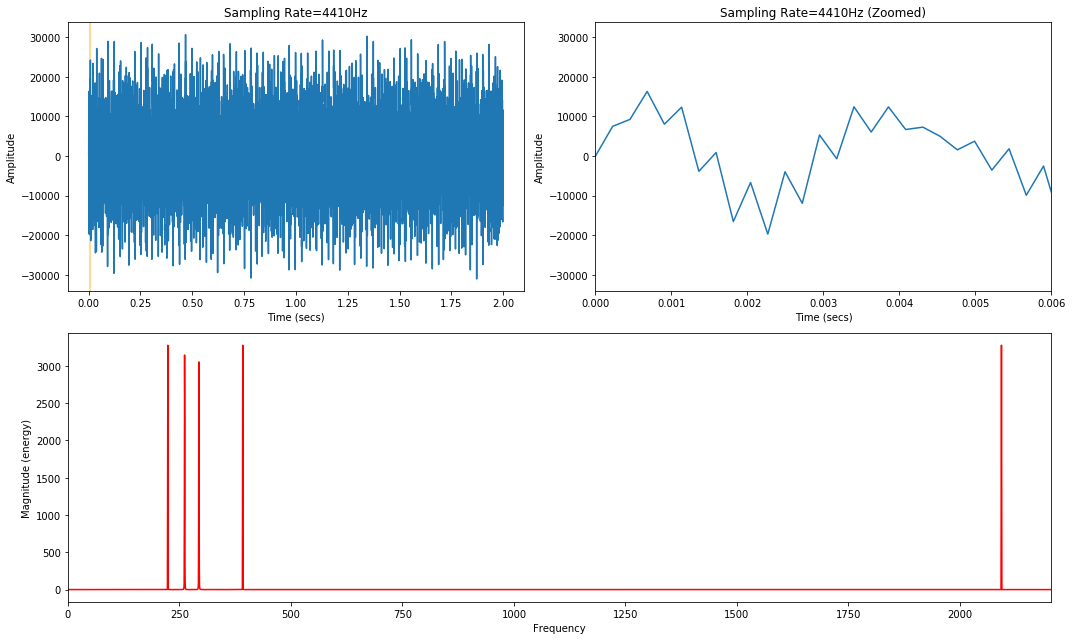 Sampling Rate=4410Hz
Amplitude
30000
20000
10000
0
−10000
−20000
−30000
0.00 0.25 0.50 0.75 1.00 1.25 1.50 1.75 2.00
Time (secs)
Sampling Rate=4410Hz (Zoomed)
Amplitude
30000
20000
10000
0
−10000
−20000
−30000
0.000 0.001 0.002 0.003 0.004 0.005 0.006
Time (secs)
Magnitude (energy)
3000
2500
2000
1500
1000
500
0
0 250 500 750 1000 1250 1500 1750 2000
Frequency